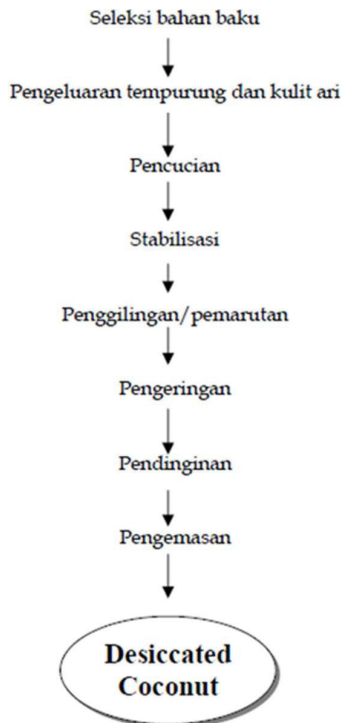 Seleksi bahan baku
Pengeluaran tempurung dan kulit ari
Pencucian
Stabilisasi
Penggilingan/pemarutan
Pengeringan
Pendinginan
Pengemasan
Desiccated
Coconut